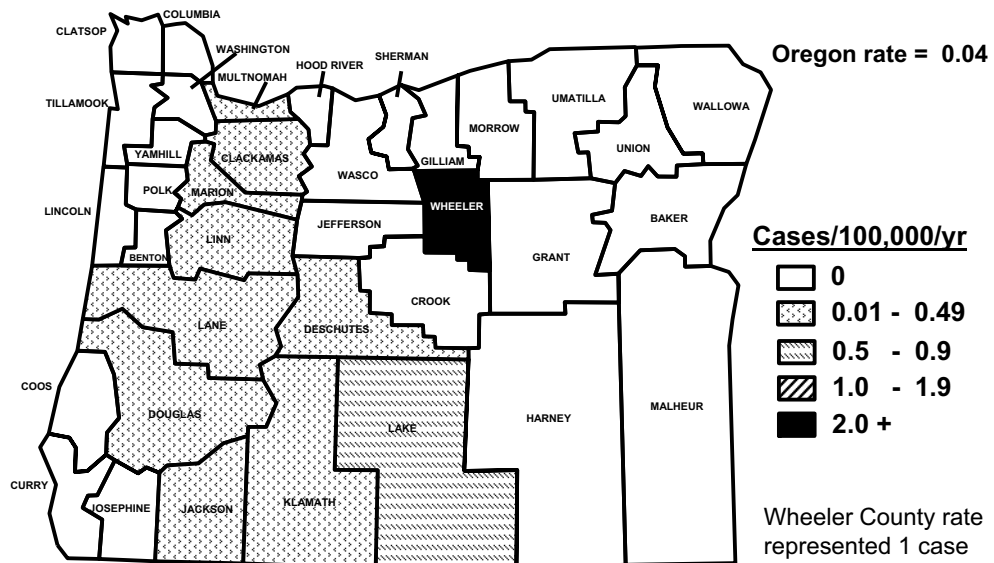 COLUMBIA
CLATSOP
WASHINGTON
MULTNOMAH
HOOD RIVER
SHERMAN
Oregon rate = 0.04
TILLAMOOK
UMATILLA
WALLOWA
MORROW
UNION
YAMHILL
CLACKAMAS
GILLIAM
WASCO
POLK
MARION
LINCOLN
WHEELER
JEFFERSON
BAKER
LINN
BENTON
GRANT
Cases/100,000/yr
0
CROOK
0.01 - 0.49
LANE
DESCHUTES
0.5 - 0.9
COOS
1.0 - 1.9
DOUGLAS
HARNEY
MALHEUR
LAKE
2.0 +
CURRY
JOSEPHINE
JACKSON
KLAMATH
Wheeler County rate
represented 1 case